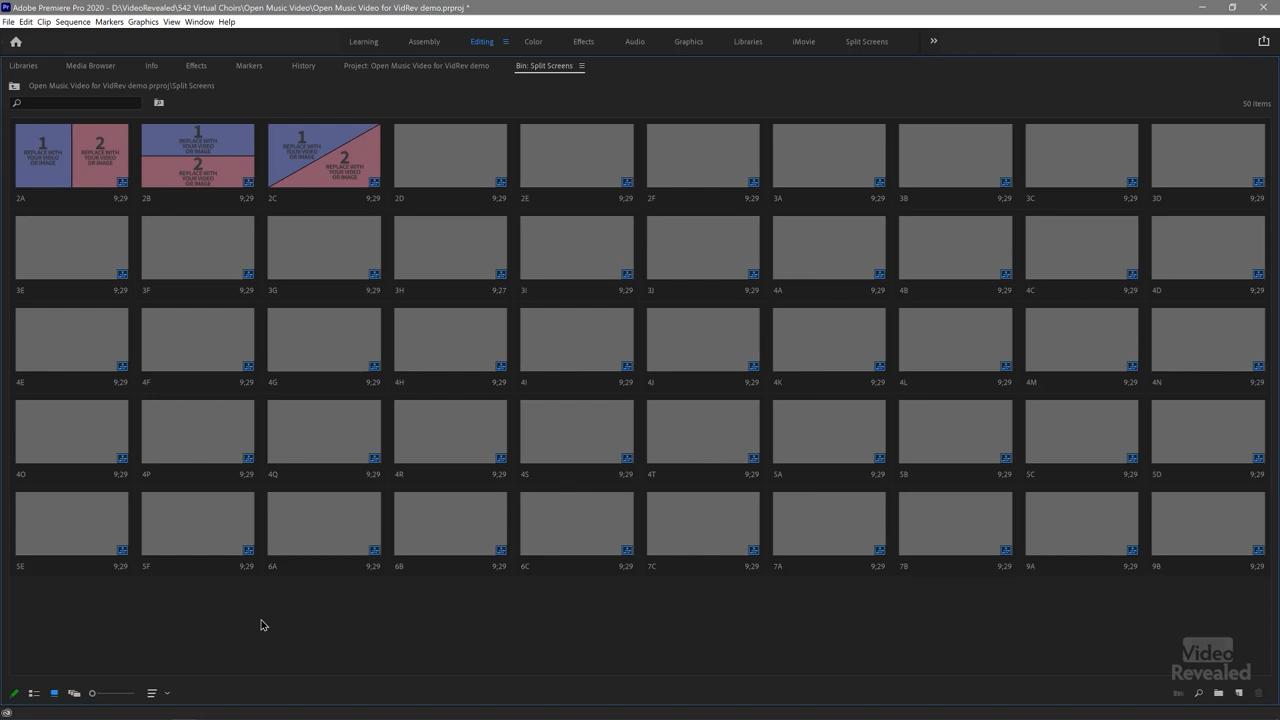 Adobe Premiere Pro 2020 - D:\VideoRevealed\542 Virtual Choirs\Open Music Video\Open Music Video for VidRev demo.prproj *
File Edit Clip Sequence Markers Graphics View Window Help
Learning Assembly Editing Color Effects Audio Graphics Libraries iMovie Split Screens
Libraries Media Browser Info Effects Markers History Project: Open Music Video for VidRev demo Bin: Split Screens
Open Music Video for VidRev demo.prproj\Split Screens
50 Items
1
REPLACE WITH
YOUR VIDEO
OR IMAGE
2
REPLACE WITH
YOUR VIDEO
OR IMAGE
1
REPLACE WITH
YOUR VIDEO
OR IMAGE
2
REPLACE WITH
YOUR VIDEO
OR IMAGE
1
REPLACE WITH
YOUR VIDEO
OR IMAGE
2
REPLACE WITH
YOUR VIDEO
OR IMAGE
2A 9;29 2B 9;29 2C 9;29 2D 9;29 2E 9;29 2F 9;29 3A 9;29 3B 9;29 3C 9;29 3D 9;29
3E 9;29 3F 9;29 3G 9;29 3H 9;27 3I 9;29 3J 9;29 4A 9;29 4B 9;29 4C 9;29 4D 9;29
4E 9;29 4F 9;29 4G 9;29 4H 9;29 4I 9;29 4J 9;29 4K 9;29 4L 9;29 4M 9;29 4N 9;29
4O 9;29 4P 9;29 4Q 9;29 4R 9;29 4S 9;29 4T 9;29 5A 9;29 5B 9;29 5C 9;29 5D 9;29
5E 9;29 5F 9;29 6A 9;29 6B 9;29 6C 9;29 7C 9;29 7A 9;29 7B 9;29 9A 9;29 9B 9;29
Video
Revealed